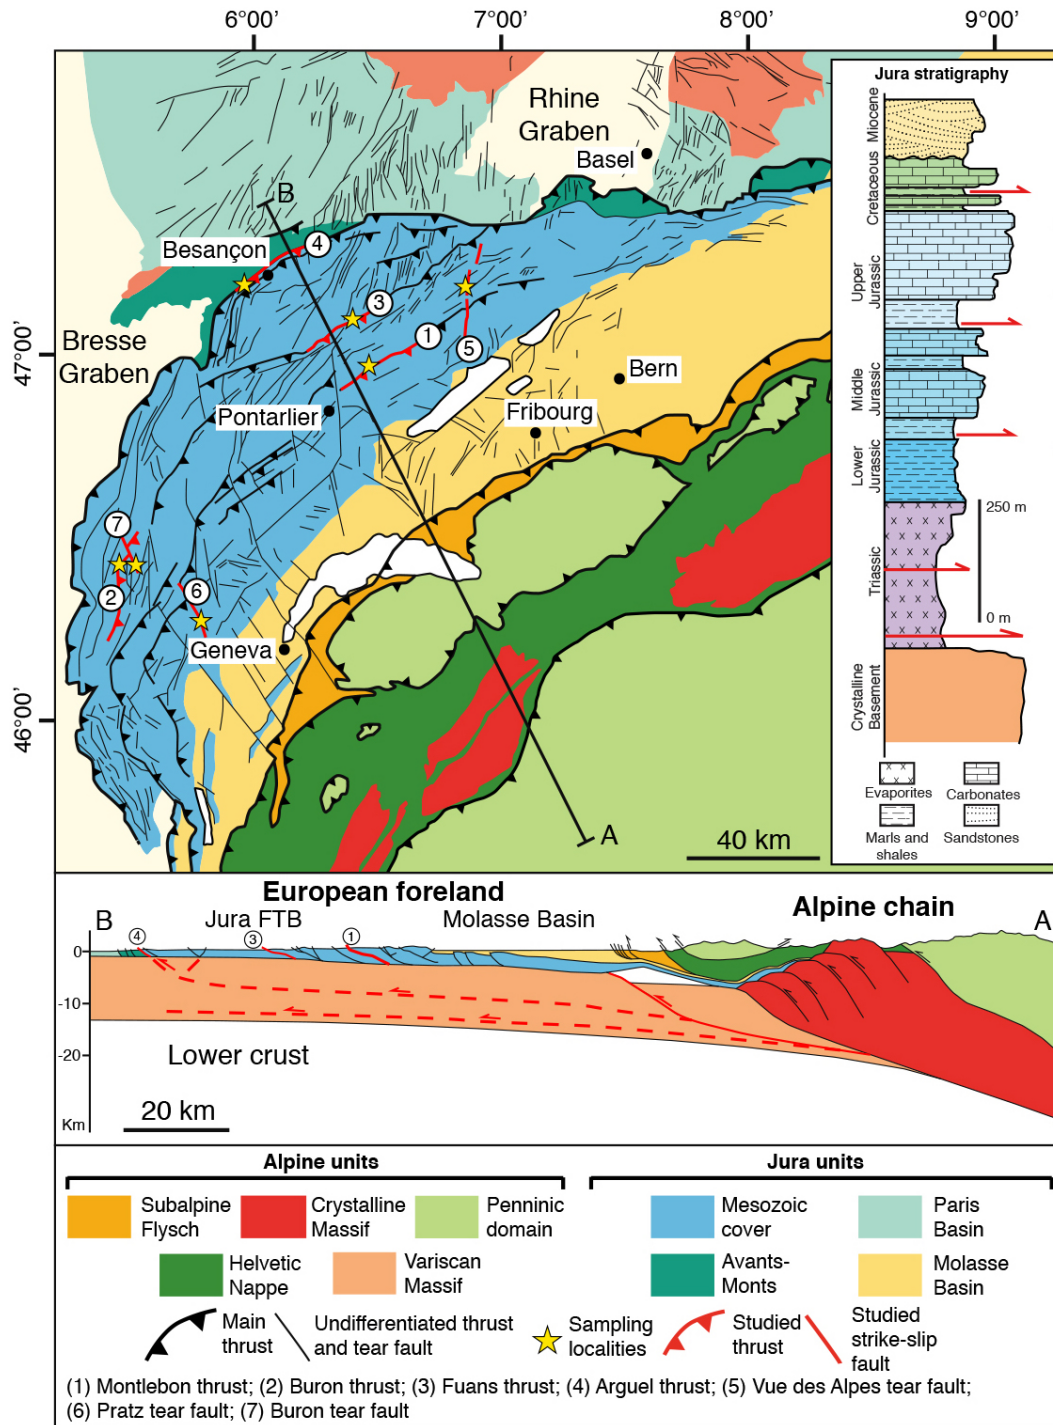 6°00’ 7°00’ 8°00’ 9°00’
47°00’
46°00’
Rhine
Graben
Basel
B
Besançon
4
3
1
5
Bresse
Graben
Bern
Pontarlier
Fribourg
7
2
6
Geneva
A
40 km
Jura stratigraphy
Miocene
Cretaceous
Upper
Jurassic
Middle
Jurassic
Lower
Jurassic
Triassic
Crystalline
Basement
250 m
0 m
Evaporites
Carbonates
Marls and
shales
Sandstones
European foreland
Alpine chain
B
Jura FTB
Molasse Basin
A
4
3
1
0
-10
-20
Km
Lower crust
20 km
Alpine units
Jura units
Subalpine
Flysch
Crystalline
Massif
Penninic
domain
Mesozoic
cover
Paris
Basin
Helvetic
Nappe
Variscan
Massif
Avants-
Monts
Molasse
Basin
Main
thrust
Undifferentiated thrust
and tear fault
Sampling
localities
Studied
thrust
Studied
strike-slip
fault
(1) Montlebon thrust; (2) Buron thrust; (3) Fuans thrust; (4) Arguel thrust; (5) Vue des Alpes tear fault;
(6) Pratz tear fault; (7) Buron tear fault